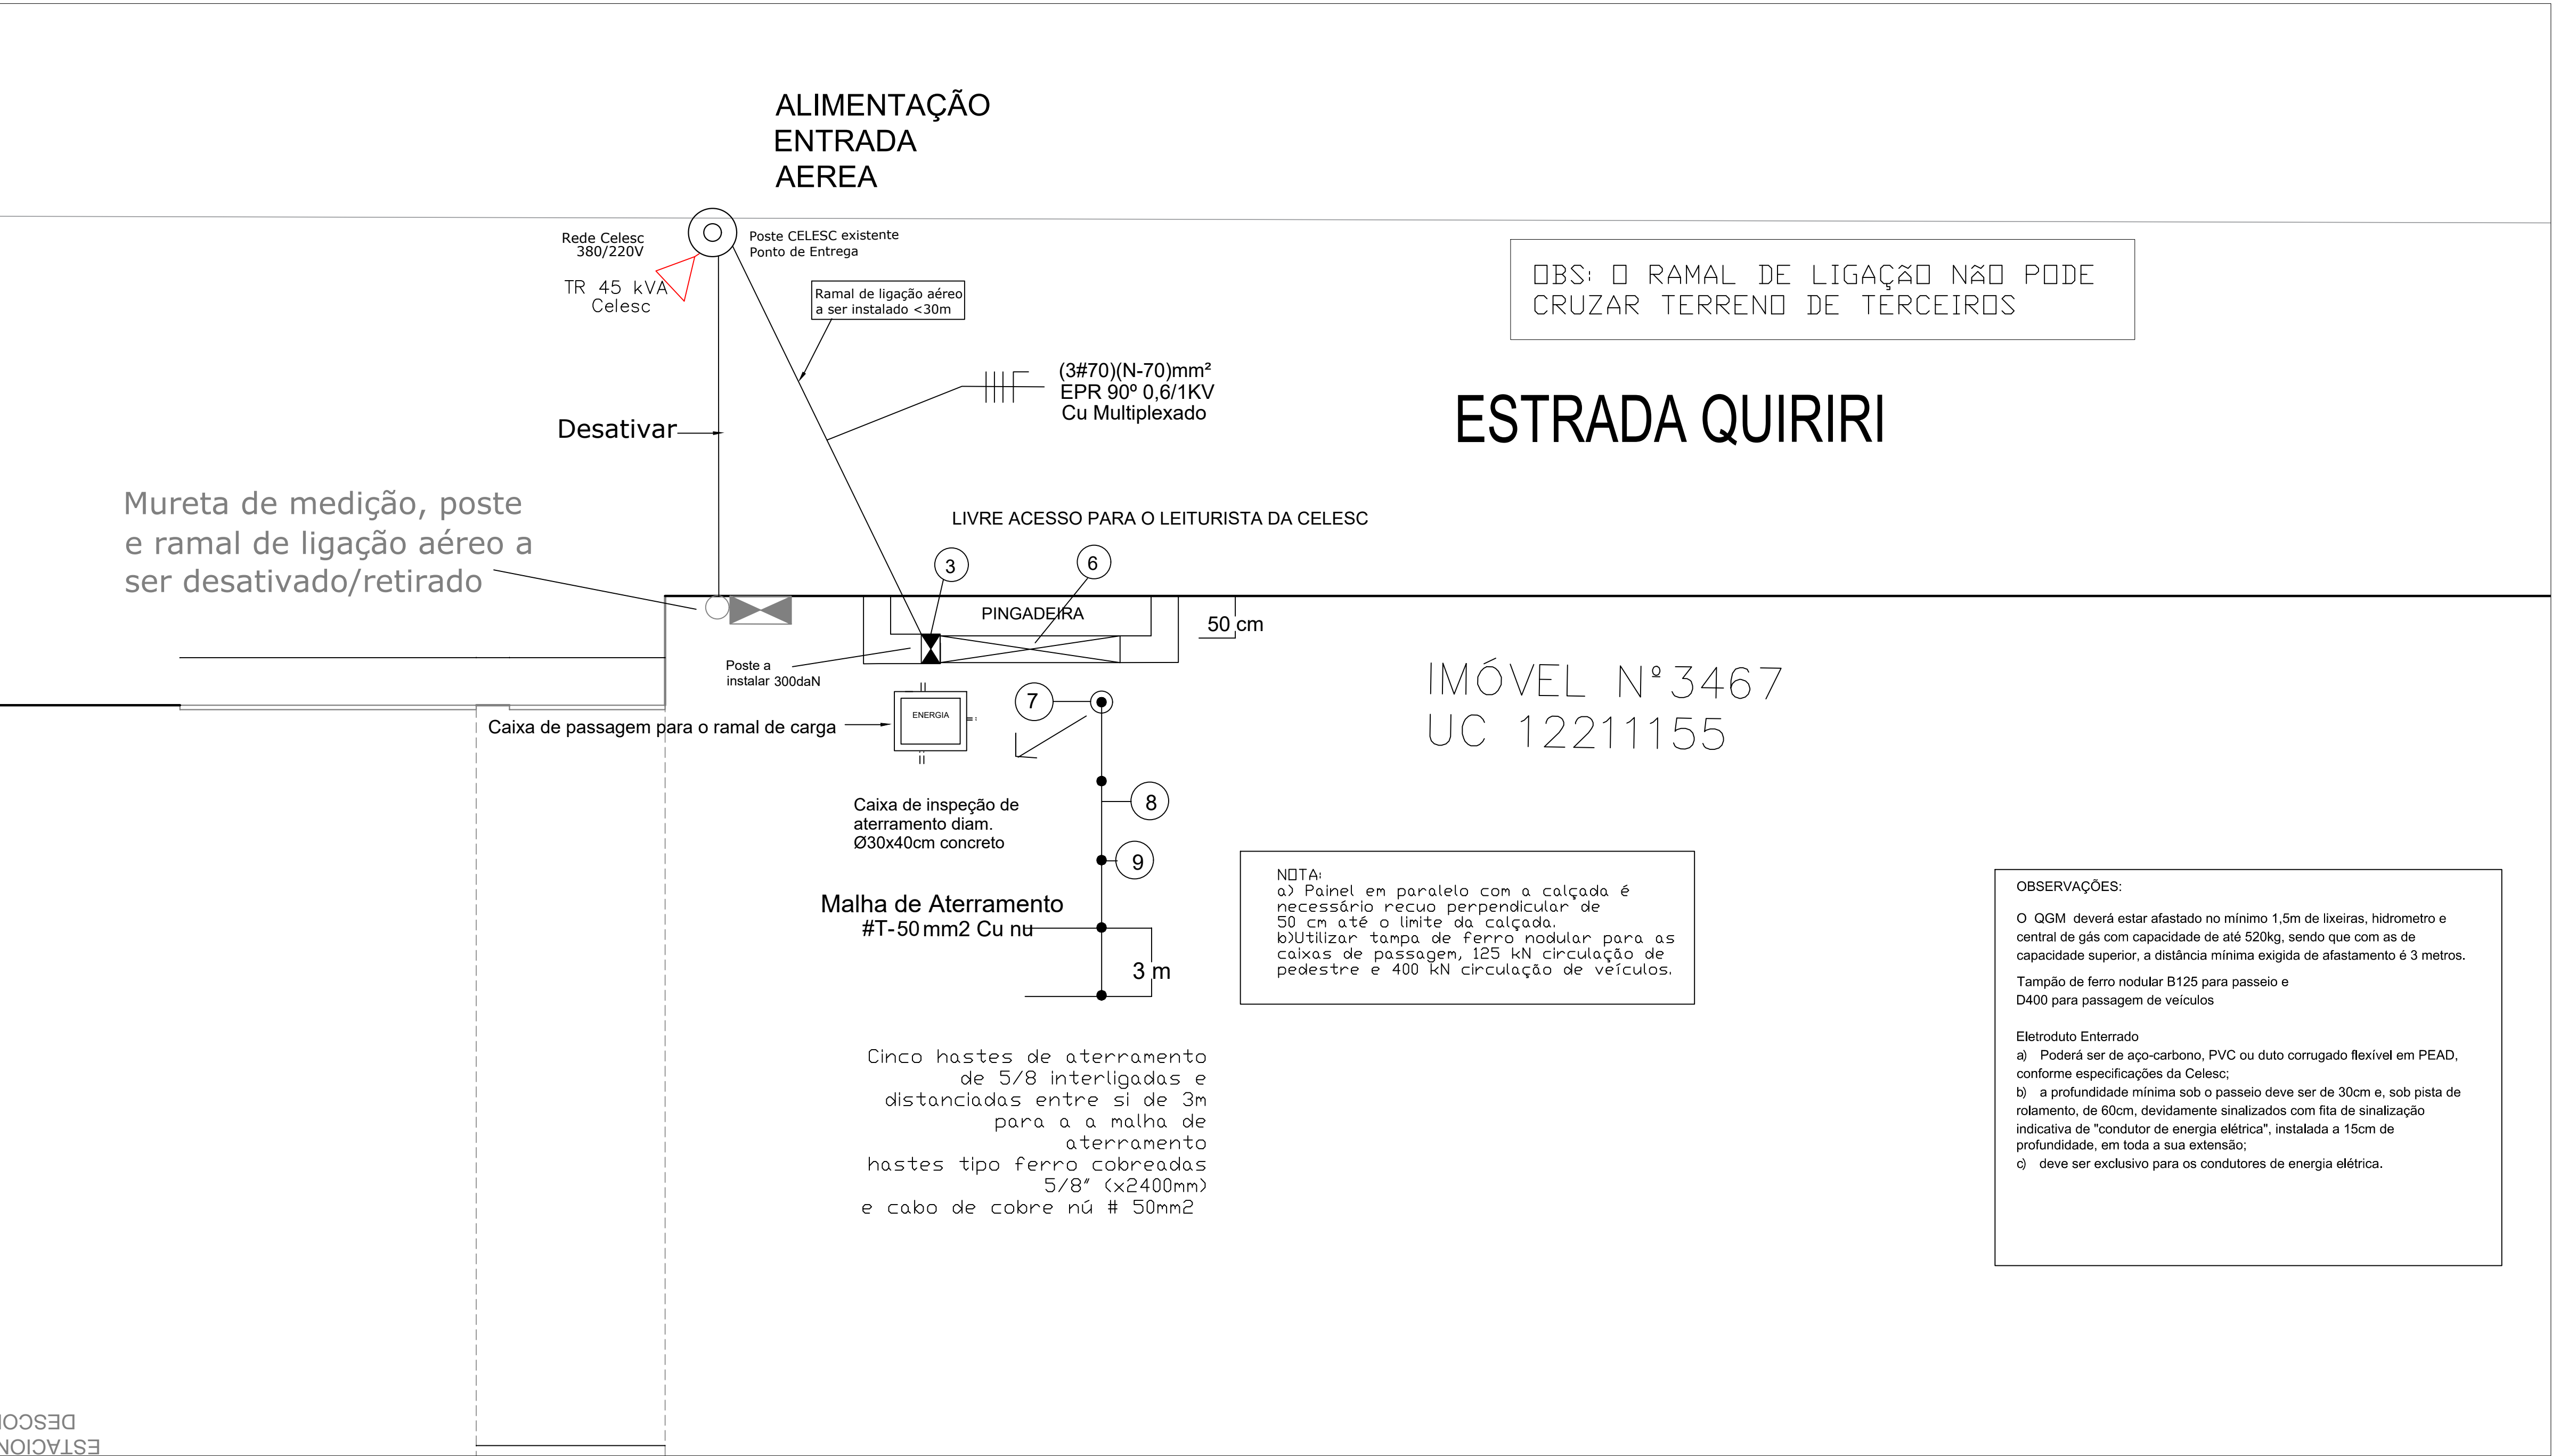 ALIMENTAÇÃO
ENTRADA
AEREA
Rede Celesc
380/220V
TR 45 kVA
Celesc
Poste CELESC existente
Ponto de Entrega
Ramal de ligação aéreo
a ser instalado <30m
OBS: O RAMAL DE LIGAÇÃO NÃO PODE
CRUZAR TERRENO DE TERCEIROS
(3#70)(N-70)mm²
EPR 90º 0,6/1KV
Cu Multiplexado
ESTRADA QUIRIRI
Desativar
Mureta de medição, poste
e ramal de ligação aéreo a
ser desativado/retirado
LIVRE ACESSO PARA O LEITURISTA DA CELESC
3
6
PINGADEIRA
50 cm
Poste a
instalar 300daN
IMÓVEL Nº3467
UC 12211155
ENERGIA
7
Caixa de passagem para o ramal de carga
8
Caixa de inspeção de
aterramento diam.
Ø30x40cm concreto
9
Malha de Aterramento
#T-50 mm2 Cu nu
3 m
NOTA:
a) Painel em paralelo com a calçada é
necessário recuo perpendicular de
50 cm até o limite da calçada.
b)Utilizar tampa de ferro nodular para as
caixas de passagem, 125 kN circulação de
pedestre e 400 kN circulação de veículos.
OBSERVAÇÕES:
O QGM deverá estar afastado no mínimo 1,5m de lixeiras, hidrometro e
central de gás com capacidade de até 520kg, sendo que com as de
capacidade superior, a distância mínima exigida de afastamento é 3 metros.
Tampão de ferro nodular B125 para passeio e
D400 para passagem de veículos
Eletroduto Enterrado
a) Poderá ser de aço-carbono, PVC ou duto corrugado flexível em PEAD,
conforme especificações da Celesc;
b) a profundidade mínima sob o passeio deve ser de 30cm e, sob pista de
rolamento, de 60cm, devidamente sinalizados com fita de sinalização
indicativa de "condutor de energia elétrica", instalada a 15cm de
profundidade, em toda a sua extensão;
c) deve ser exclusivo para os condutores de energia elétrica.
Cinco hastes de aterramento
de 5/8 interligadas e
distanciadas entre si de 3m
para a a malha de
aterramento
hastes tipo ferro cobreadas
5/8" (x2400mm)
e cabo de cobre nú # 50mm2